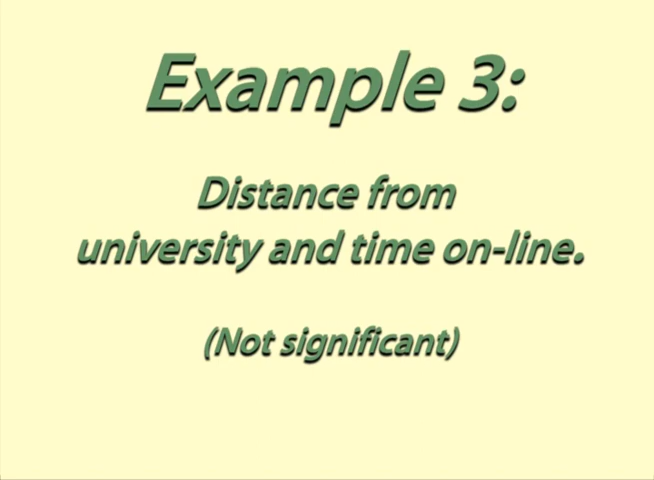 Example 3:
Distance from
university and time on-line.
(Not significant)